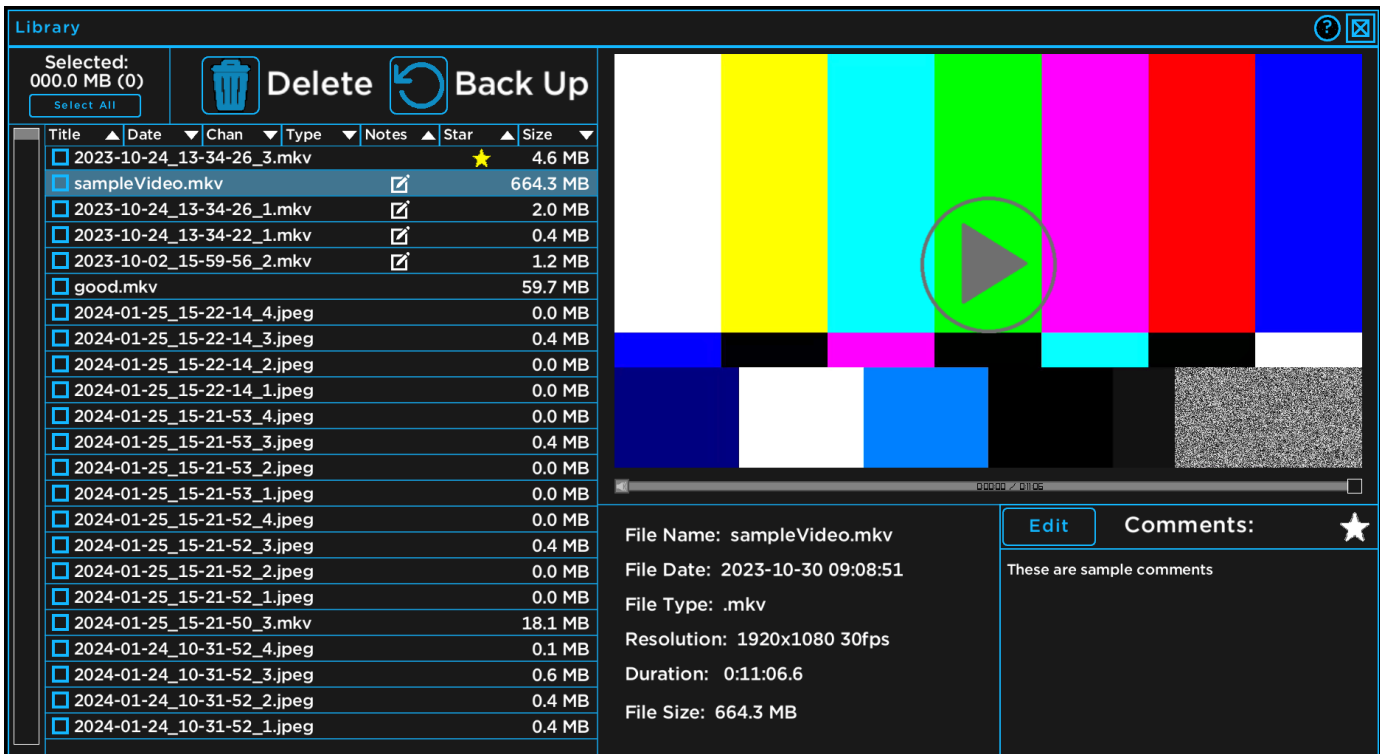 Library
?
Selected:
000.0 MB (0)
Select All
Delete
Back Up
Title Date Chan Type Notes Star Size
2023-10-24_13-34-26_3.mkv 4.6 MB
sampleVideo.mkv 664.3 MB
2023-10-24_13-34-26_1.mkv 2.0 MB
2023-10-24_13-34-22_1.mkv 0.4 MB
2023-10-02_15-59-56_2.mkv 1.2 MB
good.mkv 59.7 MB
2024-01-25_15-22-14_4.jpeg 0.0 MB
2024-01-25_15-22-14_3.jpeg 0.4 MB
2024-01-25_15-22-14_2.jpeg 0.0 MB
2024-01-25_15-22-14_1.jpeg 0.0 MB
2024-01-25_15-21-53_4.jpeg 0.0 MB
2024-01-25_15-21-53_3.jpeg 0.4 MB
2024-01-25_15-21-53_2.jpeg 0.0 MB
2024-01-25_15-21-53_1.jpeg 0.0 MB
2024-01-25_15-21-52_4.jpeg 0.0 MB
2024-01-25_15-21-52_3.jpeg 0.4 MB
2024-01-25_15-21-52_2.jpeg 0.0 MB
2024-01-25_15-21-52_1.jpeg 0.0 MB
2024-01-25_15-21-50_3.mkv 18.1 MB
2024-01-24_10-31-52_4.jpeg 0.1 MB
2024-01-24_10-31-52_3.jpeg 0.6 MB
2024-01-24_10-31-52_2.jpeg 0.4 MB
2024-01-24_10-31-52_1.jpeg 0.4 MB
File Name: sampleVideo.mkv
File Date: 2023-10-30 09:08:51
File Type: .mkv
Resolution: 1920x1080 30fps
Duration: 0:11:06.6
File Size: 664.3 MB
Edit
Comments:
These are sample comments